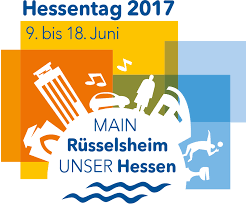 Hessentag 2017
9. bis 18. Juni
MAIN
Rüsselsheim
UNSER Hessen